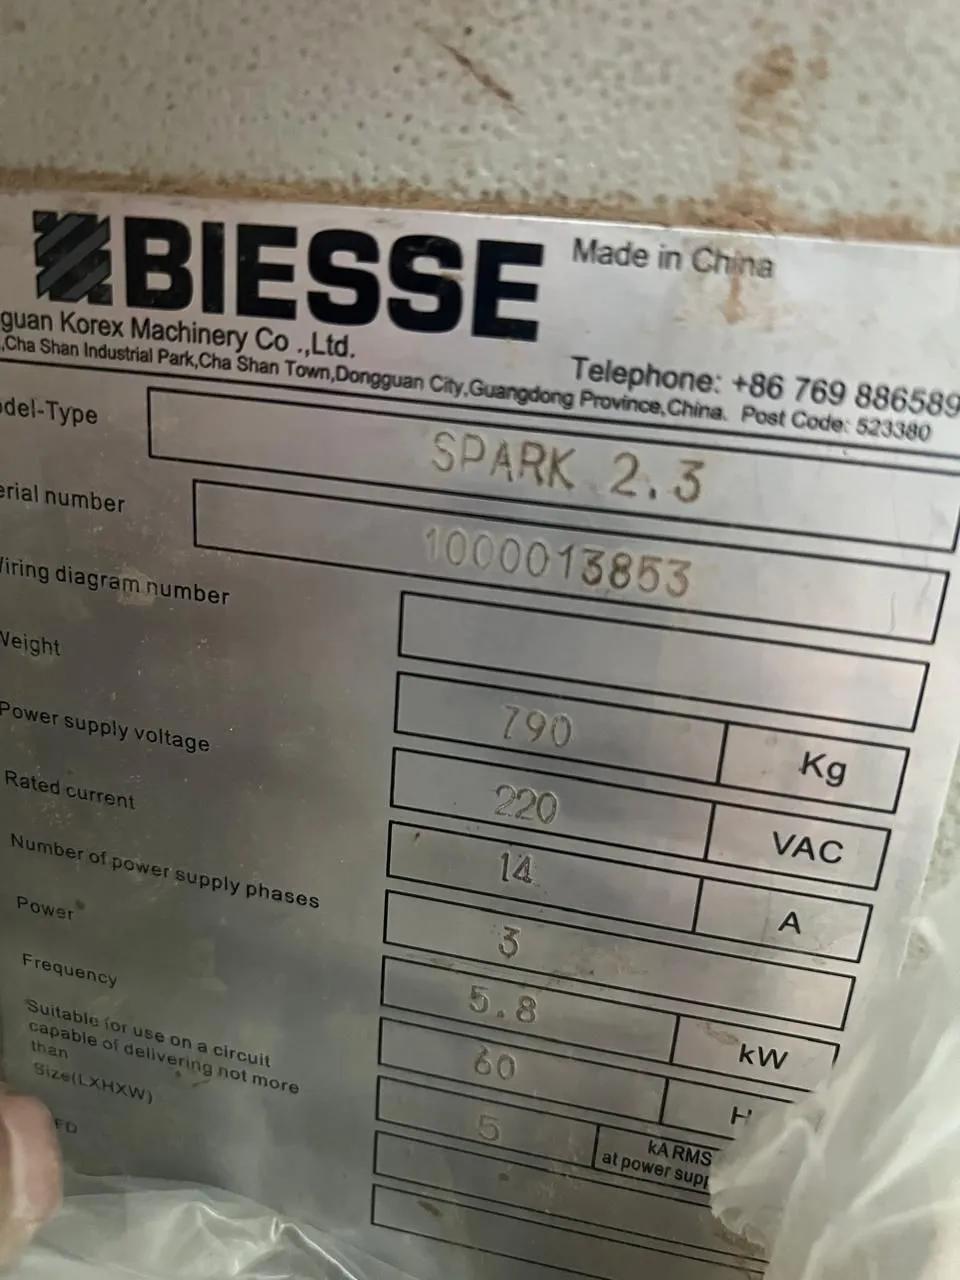 BIESSE
Made in China
guan Korex Machinery Co .,Ltd.
Telephone: +86 769 886589
,Cha Shan Industrial Park,Cha Shan Town,Dongguan City,Guangdong Province,China. Post Code: 523380
del-Type SPARK 2.3
erial number 1000013853
iring diagram number
Weight 790 Kg
Power supply voltage 220 VAC
Rated current 14 A
Number of power supply phases 3
Power 5.8 kW
Frequency 60 H
Suitable for use on a circuit
capable of delivering not more
than 5 kA RMS
at power supp
Size(LXHXW)